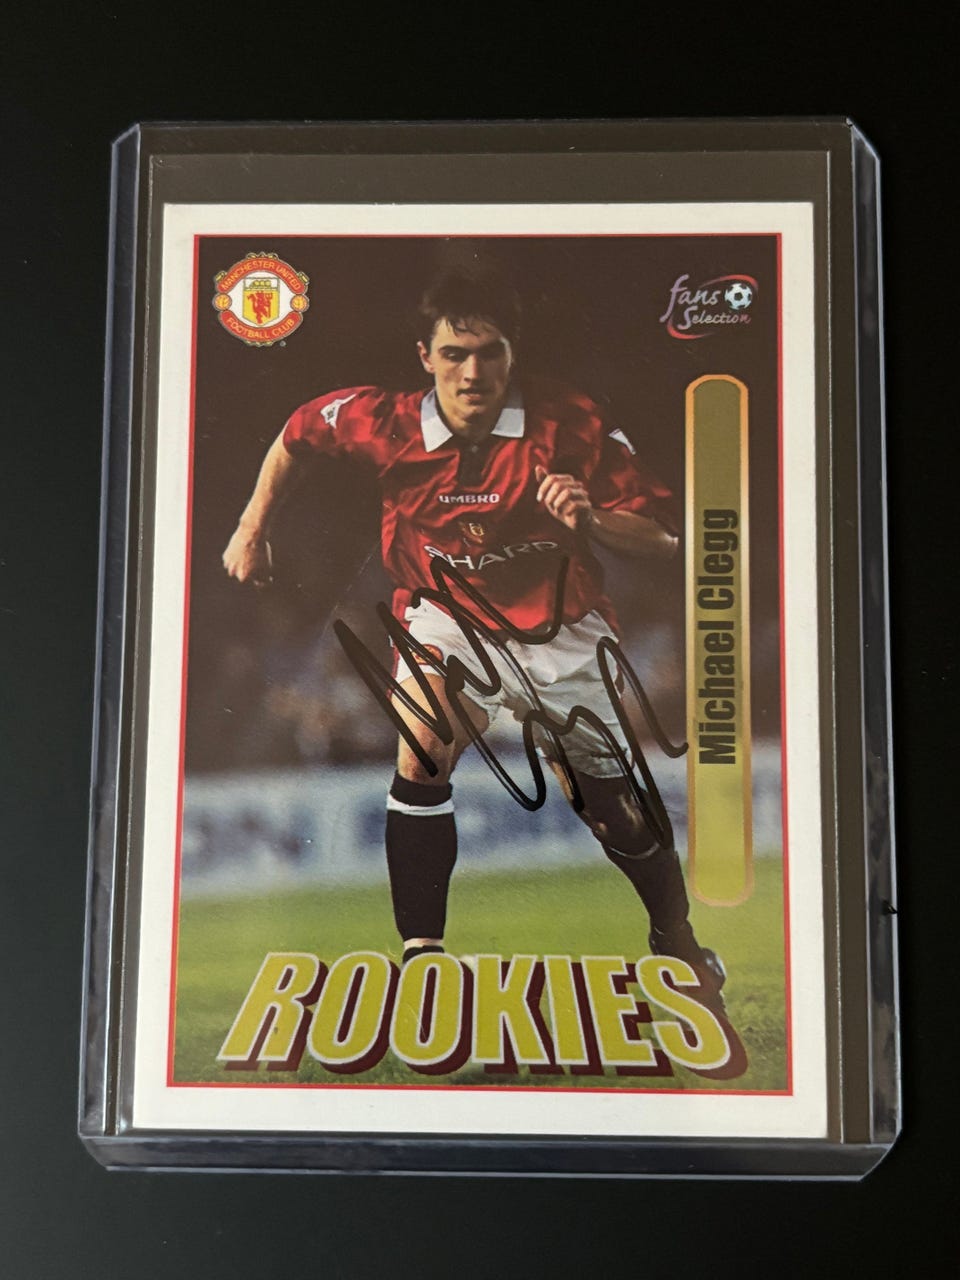 MANCHESTER UNITED
FOOTBALL CLUB
fans
Selection
UMBRO
SHARP
Michael Clegg
ROOKIES